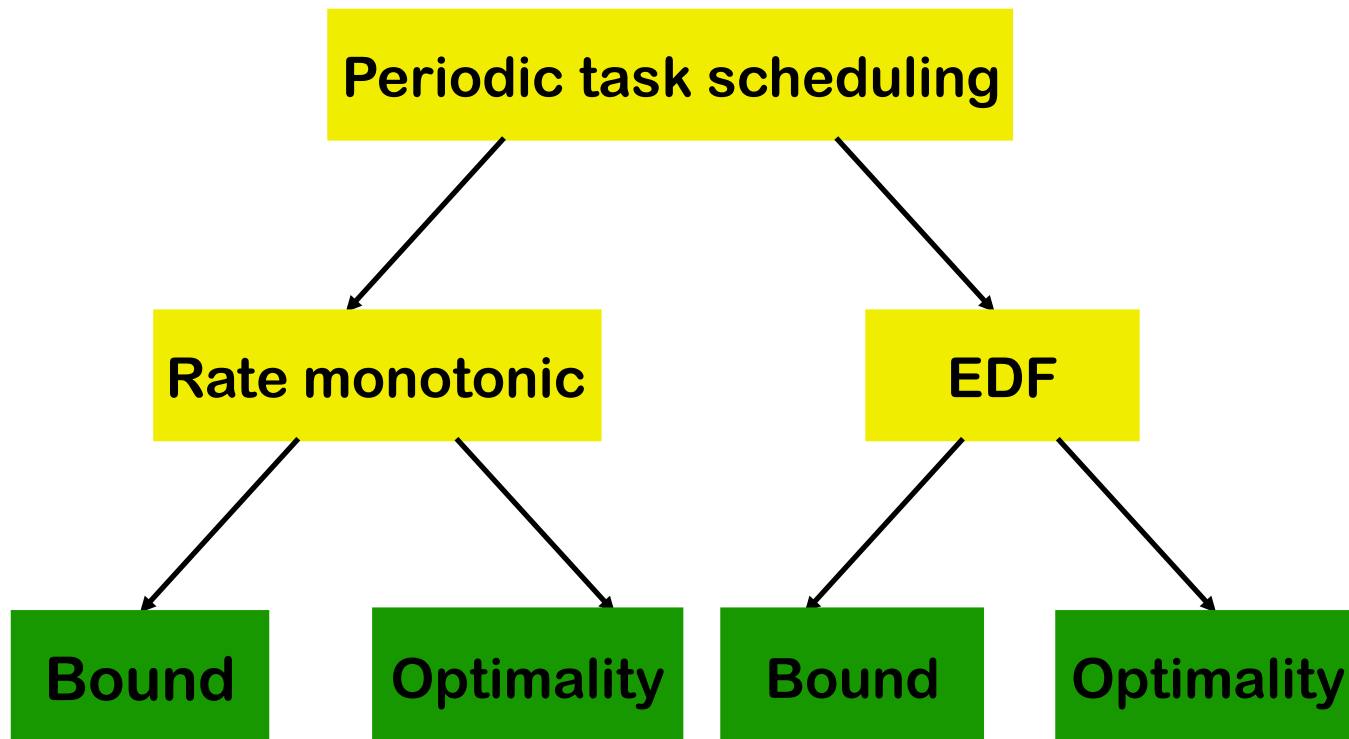 Periodic task scheduling
Rate monotonic
EDF
Bound
Optimality
Bound
Optimality